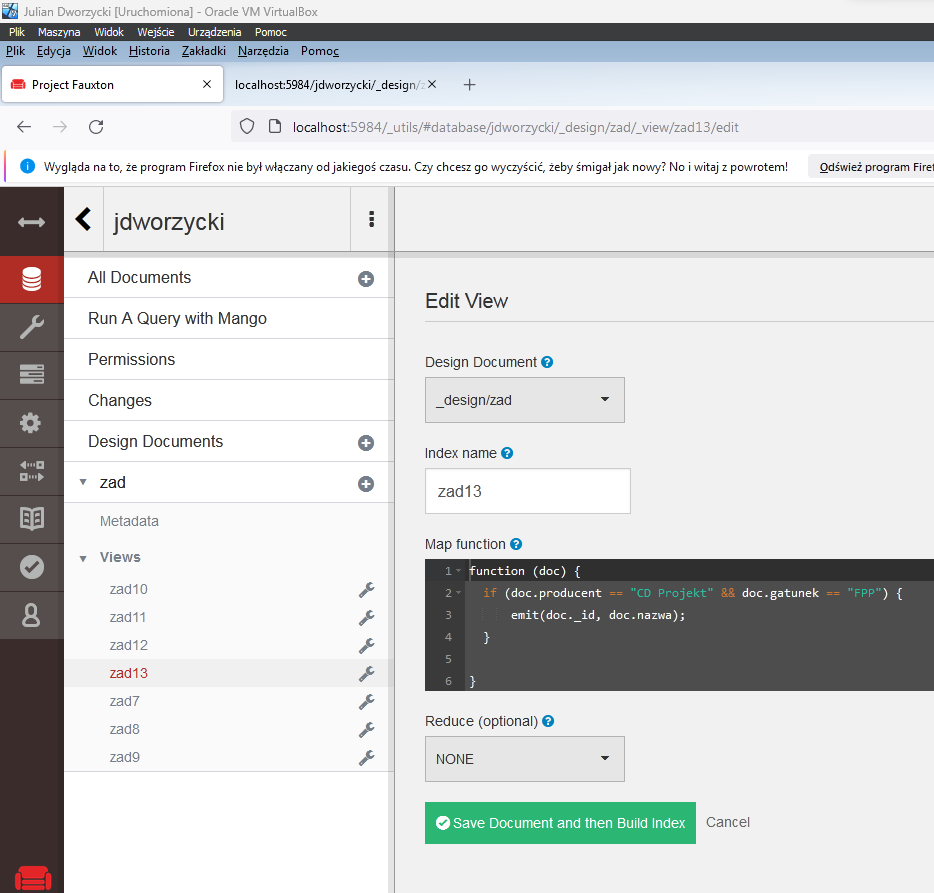 Julian Dworzycki [Uruchomiona] - Oracle VM VirtualBox
Plik Maszyna Widok Wejście Urządzenia Pomoc
Plik Edycja Widok Historia Zakładki Narzędzia Pomoc
Project Fauxton
localhost:5984/jdworzycki/_design/z
localhost:5984/_utils/#database/jdworzycki/_design/zad/_view/zad13/edit
Wygląda na to, że program Firefox nie był włączany od jakiegoś czasu. Czy chcesz go wyczyścić, żeby śmigał jak nowy? No i witaj z powrotem!
Odśwież program Firef
jdworzycki
All Documents
Run A Query with Mango
Permissions
Changes
Design Documents
zad
Metadata
Views
zad10
zad11
zad12
zad13
zad7
zad8
zad9
Edit View
Design Document
_design/zad
Index name
zad13
Map function
1 function (doc) {
2 if (doc.producent == "CD Projekt" && doc.gatunek == "FPP") {
3 emit(doc._id, doc.nazwa);
4 }
5
6 }
Reduce (optional)
NONE
Save Document and then Build Index
Cancel